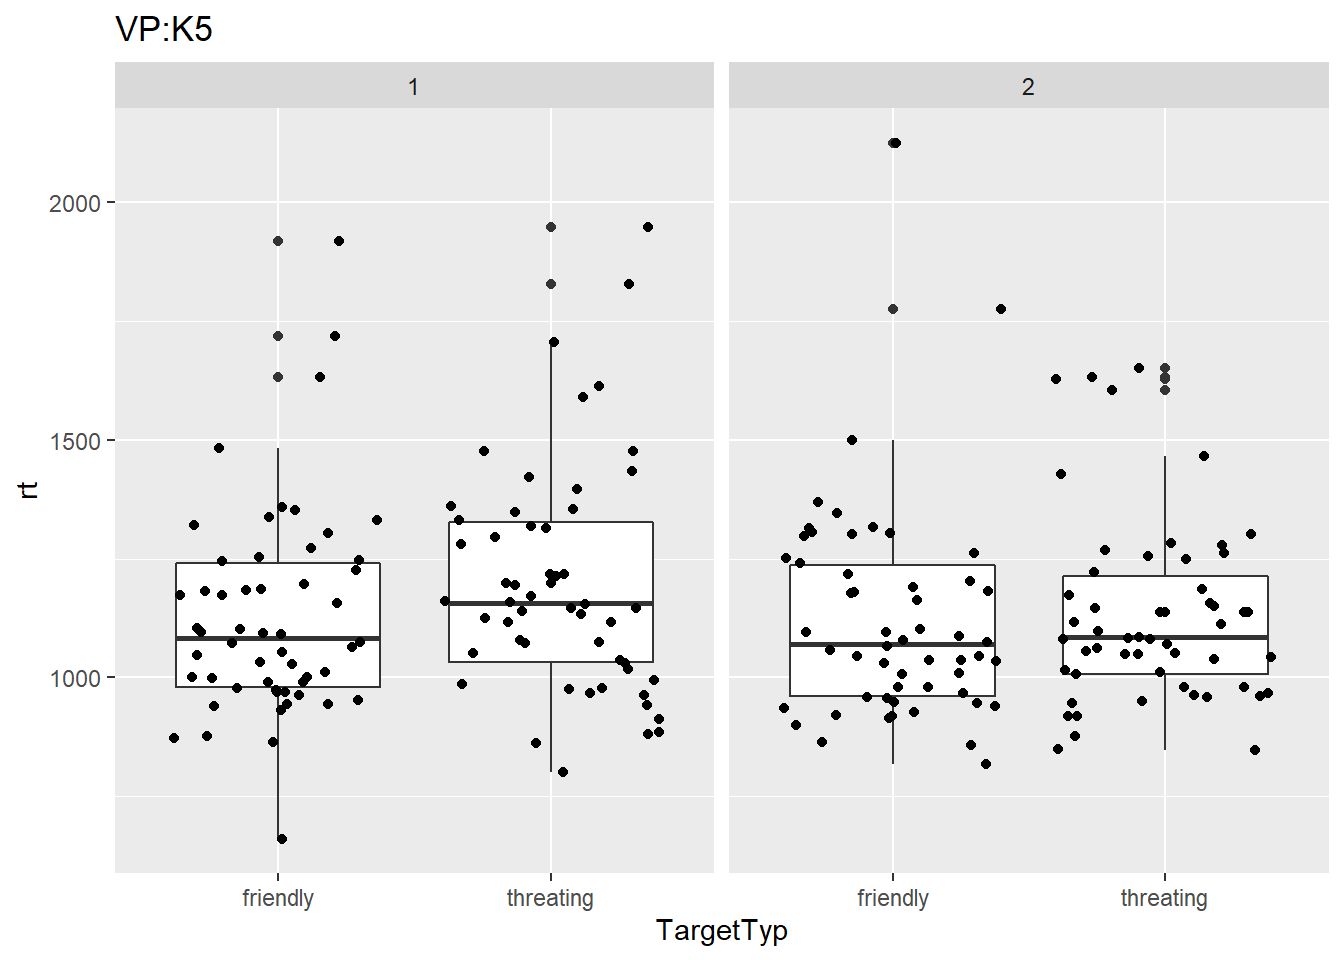 VP:K5
1
2
2000
1500
1000
rt
friendly
threating
friendly
threating
TargetTyp